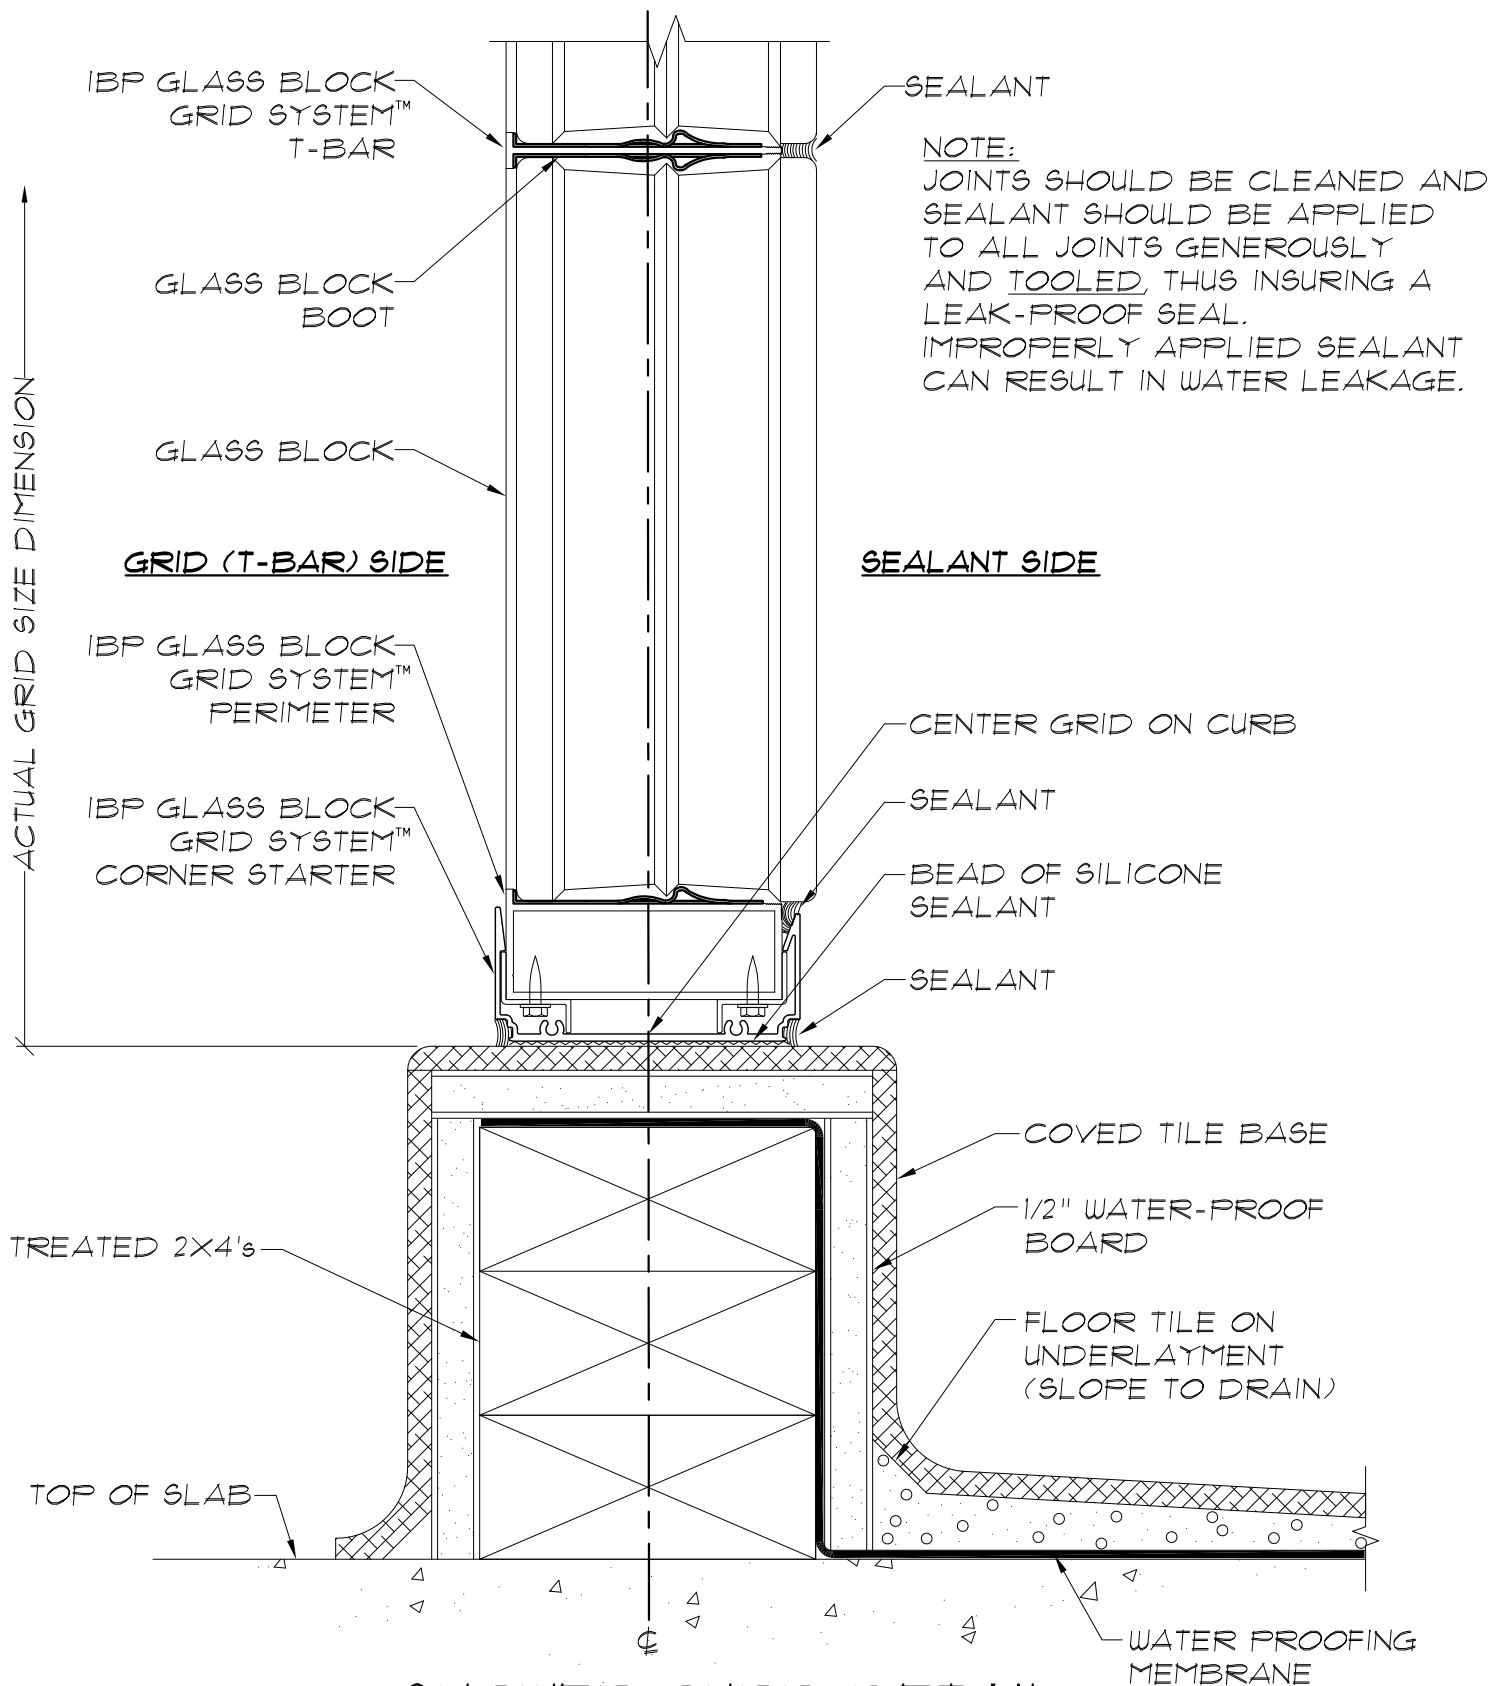 IBP GLASS BLOCK
GRID SYSTEM™
T-BAR
SEALANT
NOTE:
JOINTS SHOULD BE CLEANED AND
SEALANT SHOULD BE APPLIED
TO ALL JOINTS GENEROUSLY
AND TOOLED, THUS INSURING A
LEAK-PROOF SEAL.
IMPROPERLY APPLIED SEALANT
CAN RESULT IN WATER LEAKAGE.
GLASS BLOCK
BOOT
GLASS BLOCK
ACTUAL GRID SIZE DIMENSION
GRID (T-BAR) SIDE
SEALANT SIDE
IBP GLASS BLOCK
GRID SYSTEM™
PERIMETER
CENTER GRID ON CURB
IBP GLASS BLOCK
GRID SYSTEM™
CORNER STARTER
SEALANT
BEAD OF SILICONE
SEALANT
SEALANT
COVED TILE BASE
1/2" WATER-PROOF
BOARD
TREATED 2X4's
FLOOR TILE ON
UNDERLAYMENT
(SLOPE TO DRAIN)
TOP OF SLAB
℄
WATER PROOFING
MEMBRANE